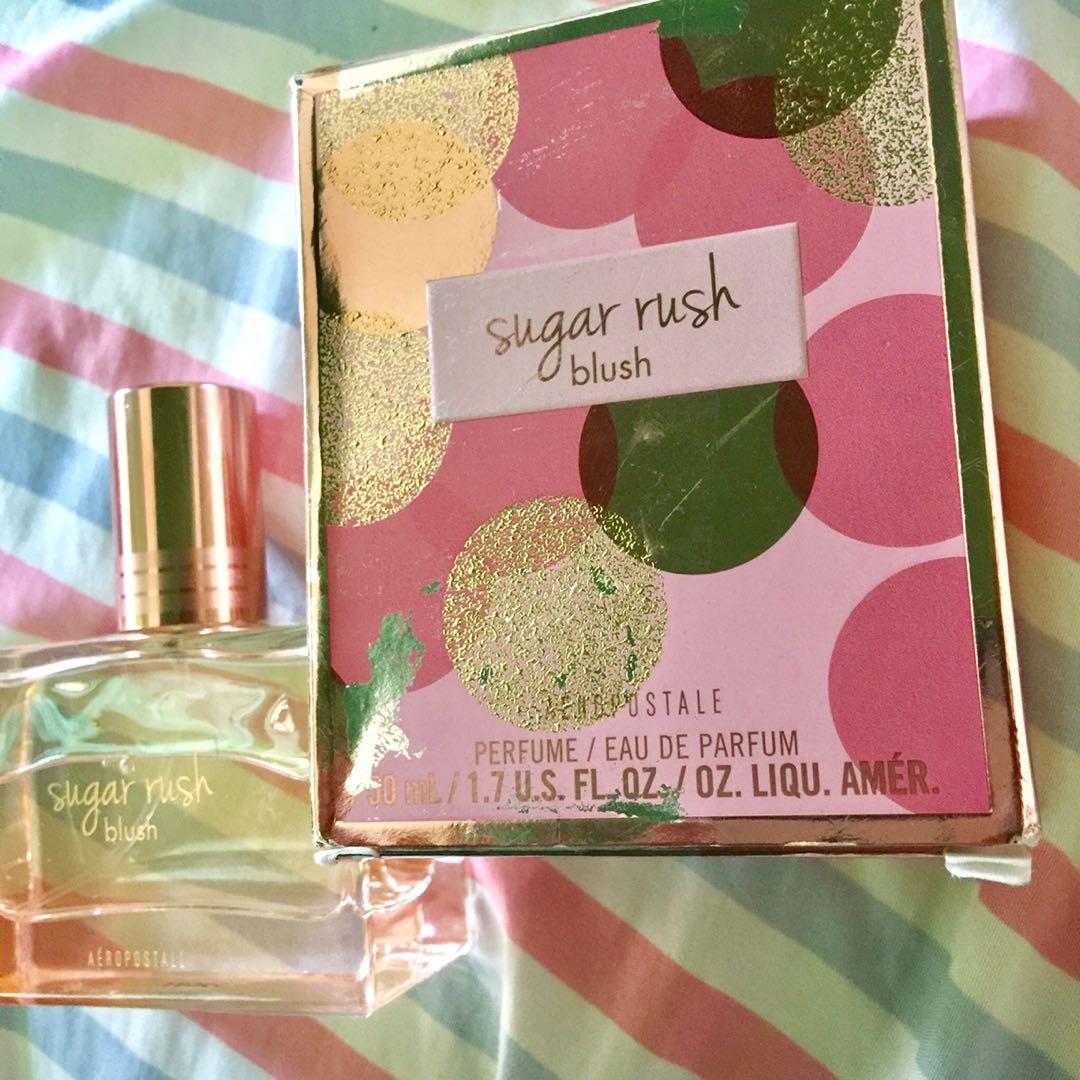 sugar rush
blush
AÉROPOSTALE
PERFUME / EAU DE PARFUM
50 mL / 1.7 U.S. FL. OZ. / OZ. LIQU. AMÉR.
sugar rush
blush
AÉROPOSTALE